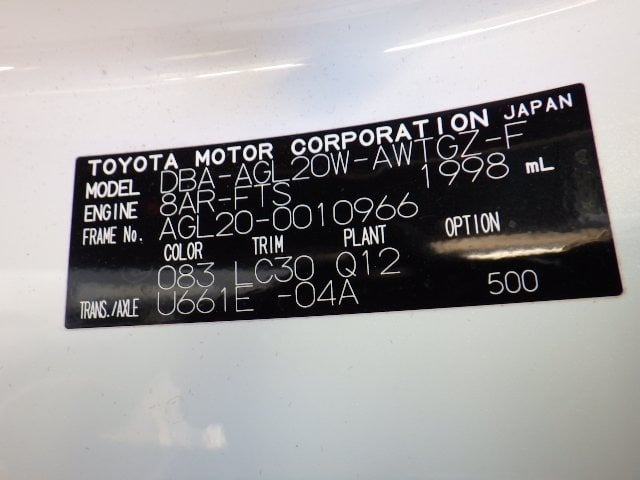 TOYOTA MOTOR CORPORATION JAPAN
MODEL DBA-AGL20W-AWTGZ-F
ENGINE 8AR-FTS 1998 mL
FRAME No. AGL20-0010966
COLOR TRIM PLANT OPTION
083 LC30 Q12
TRANS./AXLE U661E -04A 500